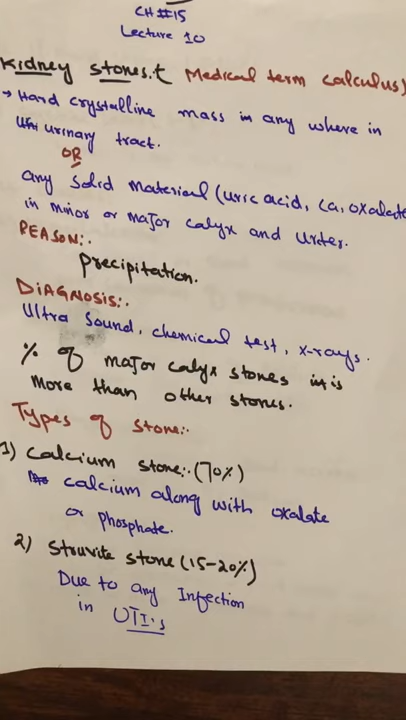 CH #15
Lecture 10
Kidney stones.( Medical term calculus)
→ Hard crystalline mass in any where in
urinary tract.
OR
any solid material (uric acid, Ca, oxalate
in minor or major calyx and Urter.
REASON:.
precipitation.
DIAGNOSIS:.
Ultra Sound, chemical test, x-rays.
% of major calyx stones is
more than other stones.
Types of stone:.
1) calcium stone:. (70%)
calcium along with oxalate
or phosphate.
2) Struvite stone (15-20%)
Due to any Infection
in UTI's